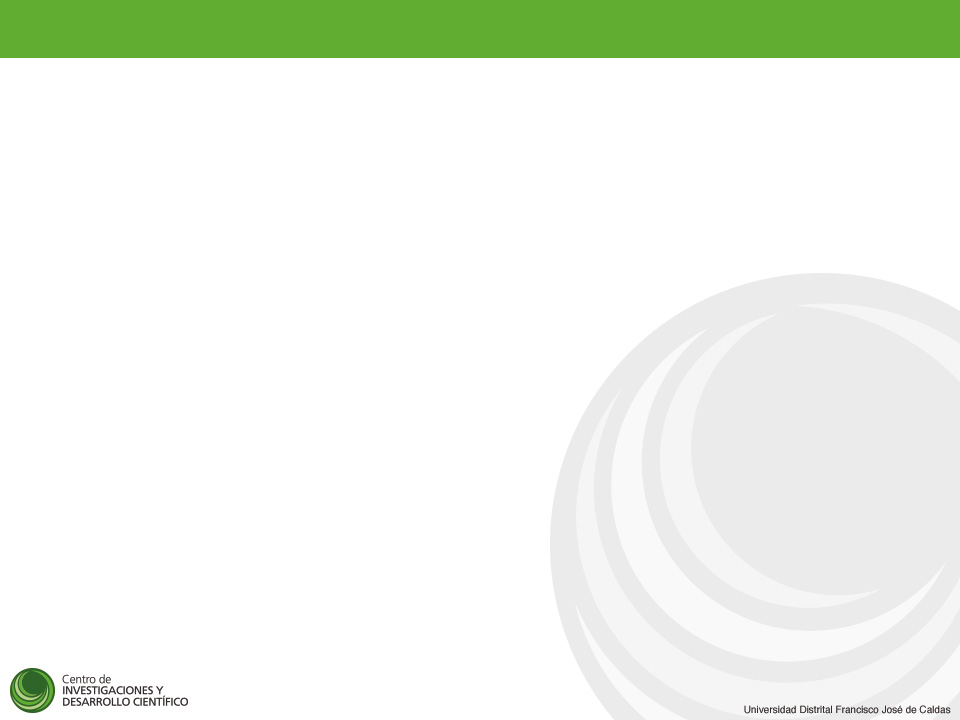 Centro de
INVESTIGACIONES Y
DESARROLLO CIENTÍFICO
Universidad Distrital Francisco José de Caldas